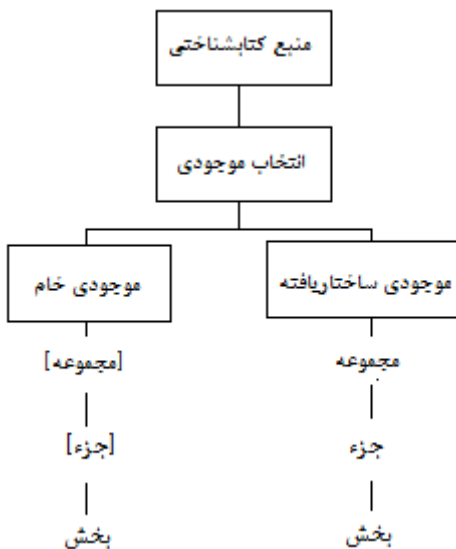 منبع کتابشناختی
انتخاب موجودی
موجودی ساختاریافته
موجودی خام
مجموعه
[مجموعه]
جزء
[جزء]
بخش
بخش